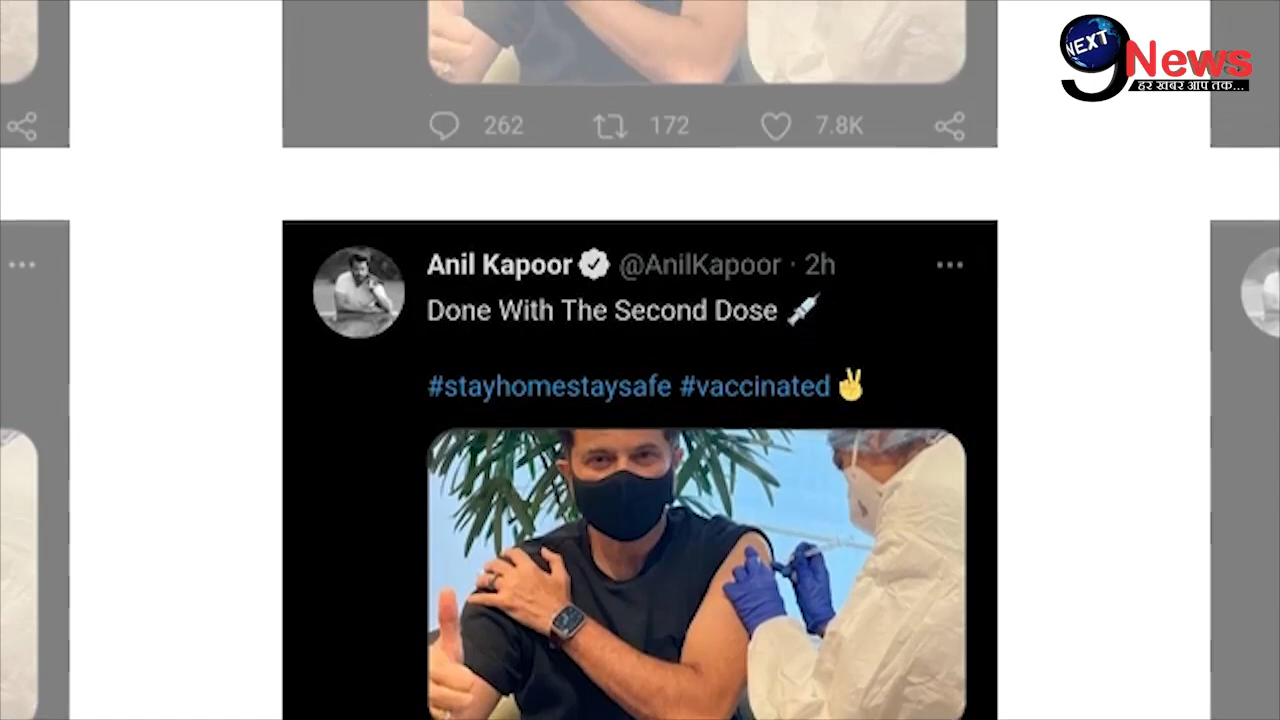 NEXT
9 News
हर खबर आप तक...
262 172 7.8K
Anil Kapoor @AnilKapoor · 2h
Done With The Second Dose
#stayhomestaysafe #vaccinated